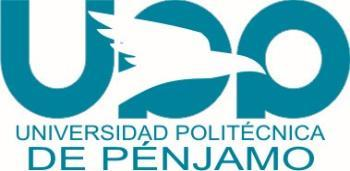 UPP
UNIVERSIDAD POLITÉCNICA
DE PÉNJAMO